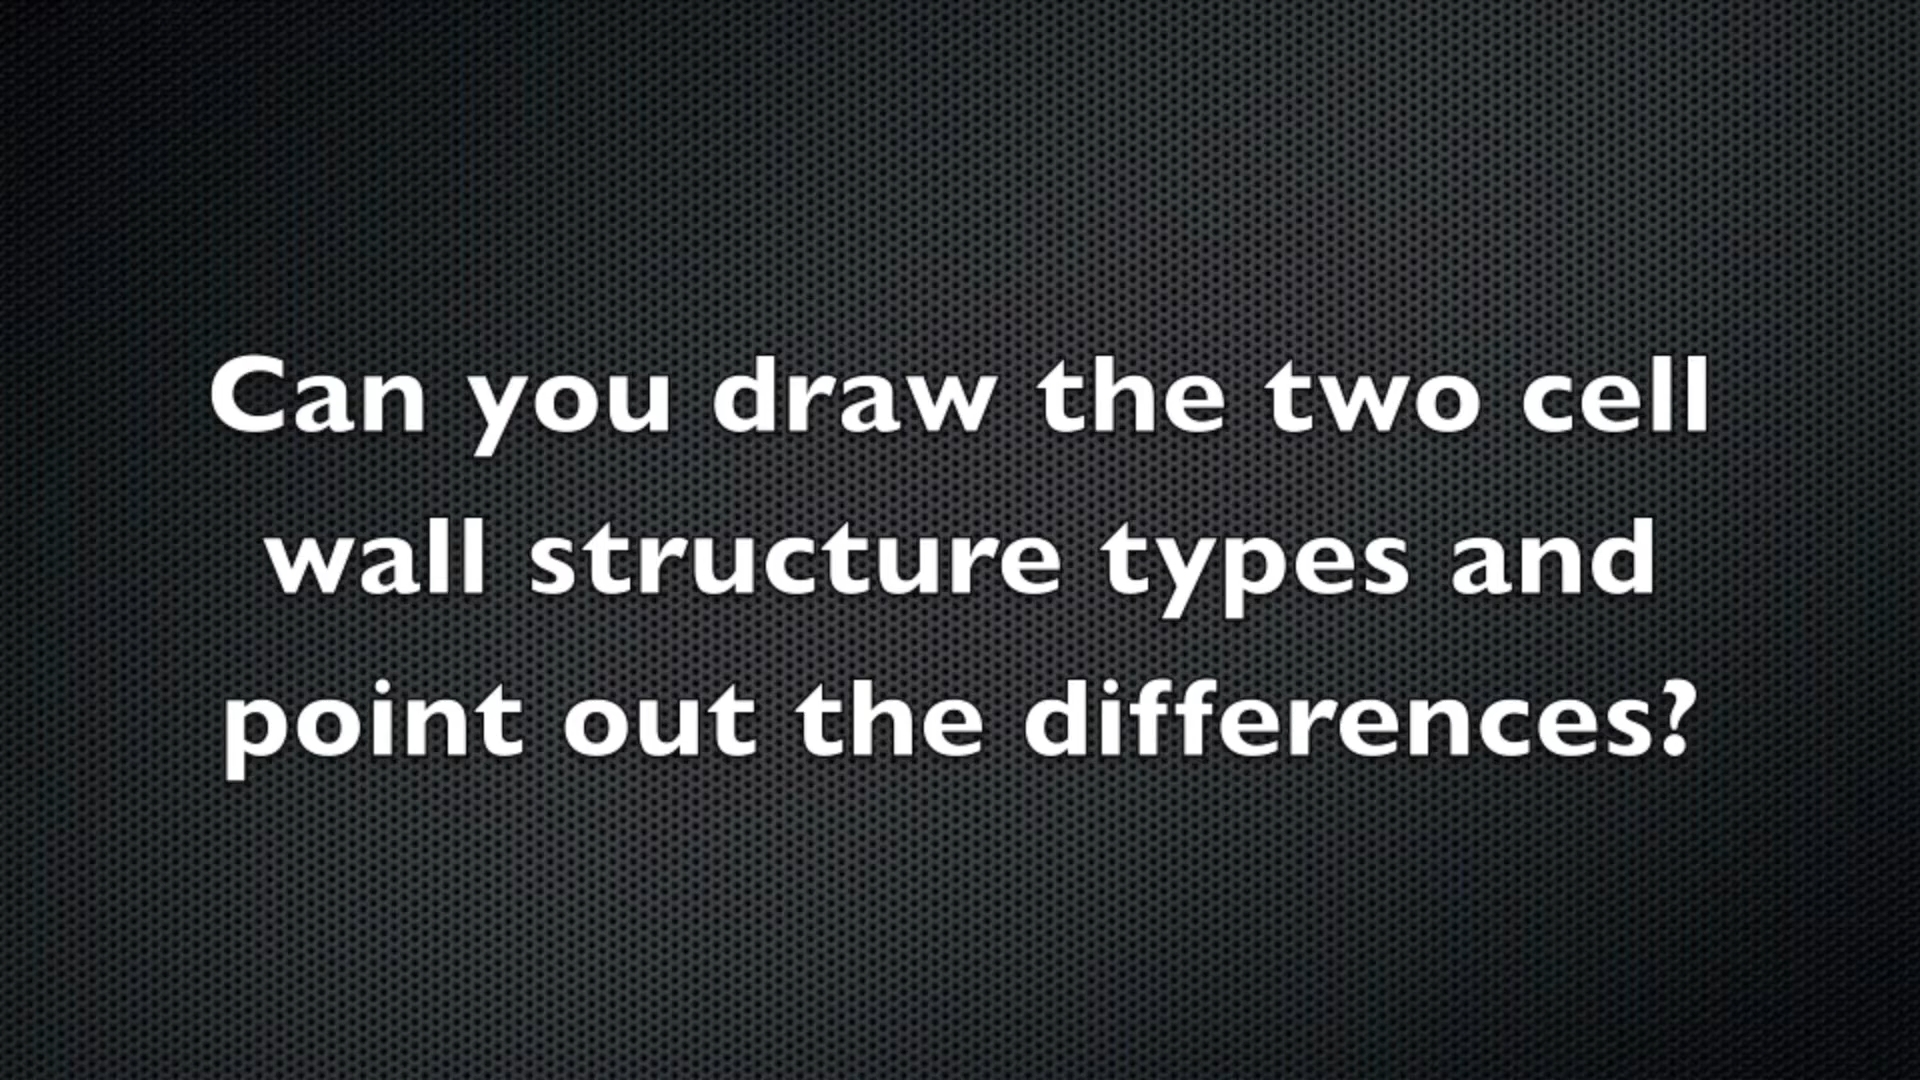 Can you draw the two cell
wall structure types and
point out the differences?